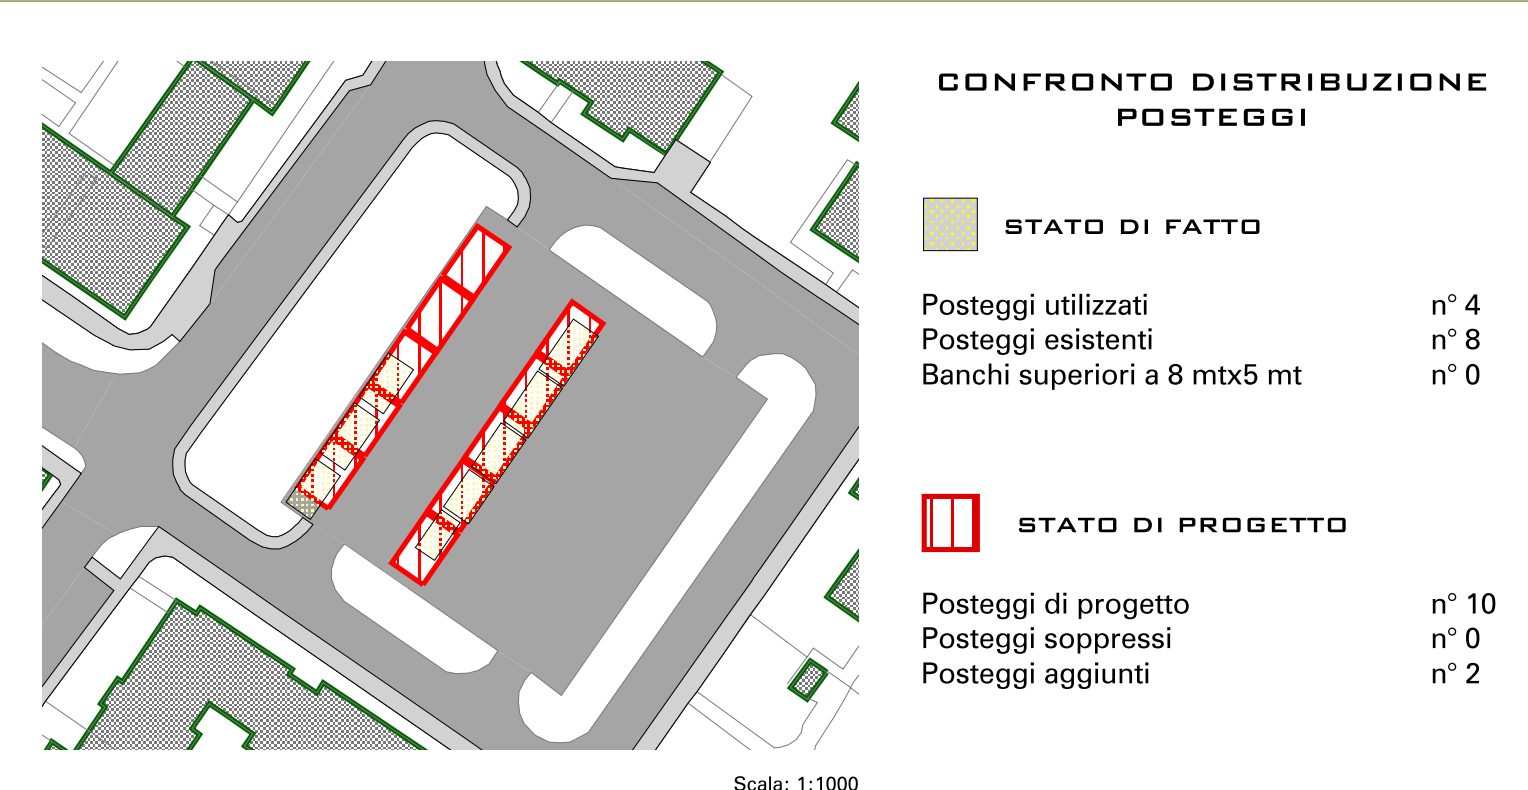 CONFRONTO DISTRIBUZIONE
POSTEGGI
STATO DI FATTO
Posteggi utilizzati n° 4
Posteggi esistenti n° 8
Banchi superiori a 8 mtx5 mt n° 0
STATO DI PROGETTO
Posteggi di progetto n° 10
Posteggi soppressi n° 0
Posteggi aggiunti n° 2
Scala: 1:1000